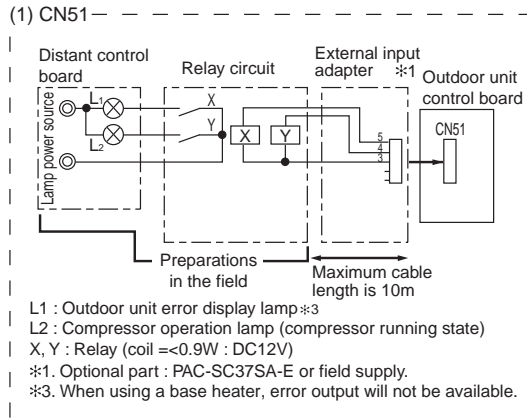 (1) CN51
Distant control
board
Relay circuit
External input
adapter ※1
Outdoor unit
control board
Lamp power source
L1
L2
X
Y
X
Y
5
4
3
CN51
Preparations
in the field
Maximum cable
length is 10m
L1 : Outdoor unit error display lamp※3
L2 : Compressor operation lamp (compressor running state)
X, Y : Relay (coil =<0.9W : DC12V)
※1. Optional part : PAC-SC37SA-E or field supply.
※3. When using a base heater, error output will not be available.